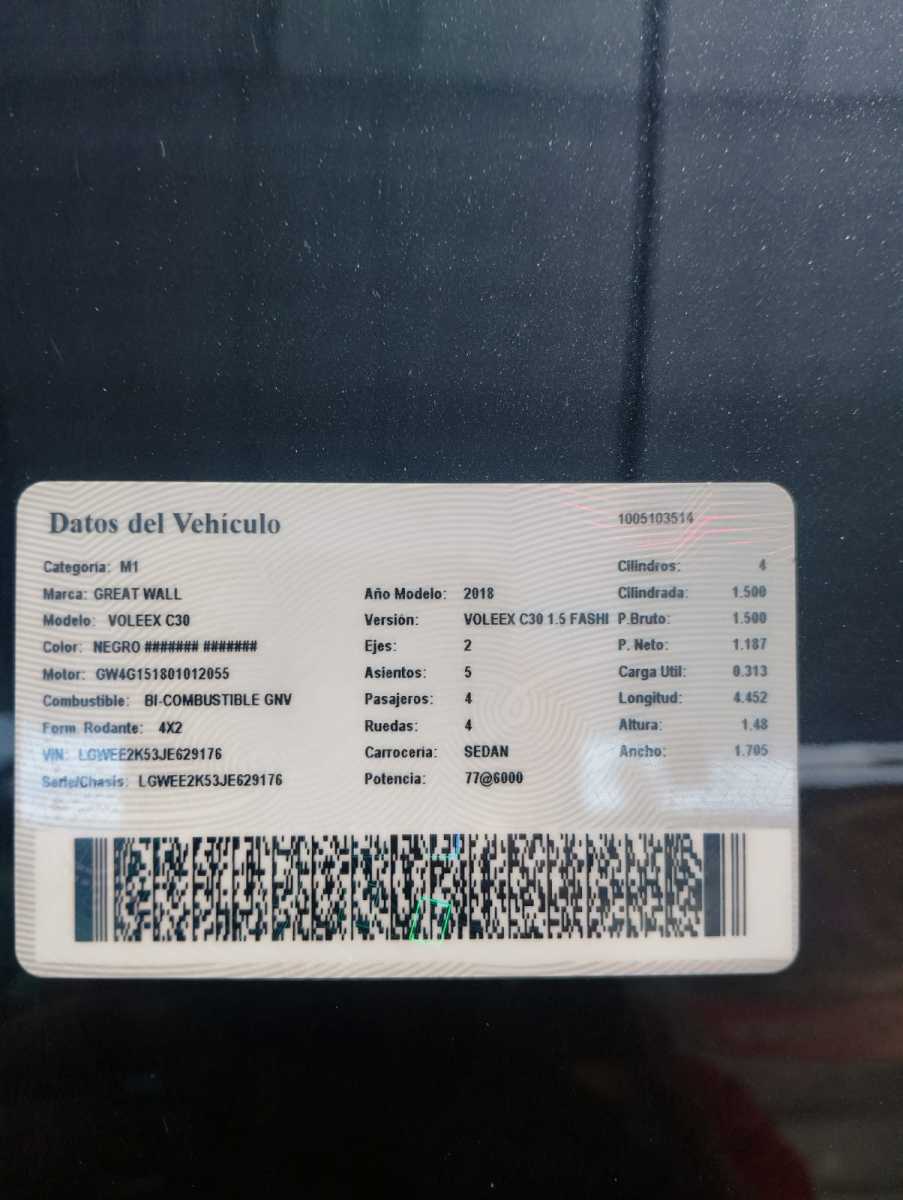 Datos del Vehículo 1005103514
Categoría: M1 Cilindros: 4
Marca: GREAT WALL Año Modelo: 2018 Cilindrada: 1.500
Modelo: VOLEEX C30 Versión: VOLEEX C30 1.5 FASHI P.Bruto: 1.500
Color: NEGRO ####### ####### Ejes: 2 P. Neto: 1.187
Motor: GW4G151801012055 Asientos: 5 Carga Util: 0.313
Combustible: BI-COMBUSTIBLE GNV Pasajeros: 4 Longitud: 4.452
Form Rodante: 4X2 Ruedas: 4 Altura: 1.48
VIN: LGWEE2K53JE629176 Carrocería: SEDAN Ancho: 1.705
Serie/Chasis: LGWEE2K53JE629176 Potencia: 77@6000